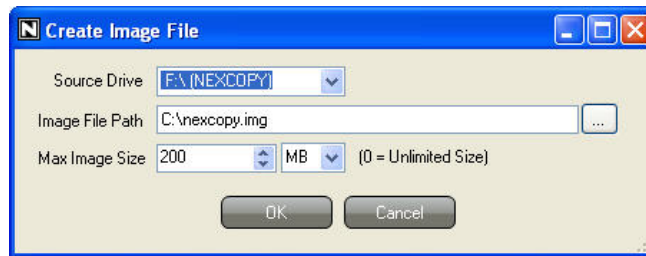 N Create Image File
Source Drive F:\ (NEXCOPY)
Image File Path C:\nexcopy.img ...
Max Image Size 200 MB (0 = Unlimited Size)
OK Cancel